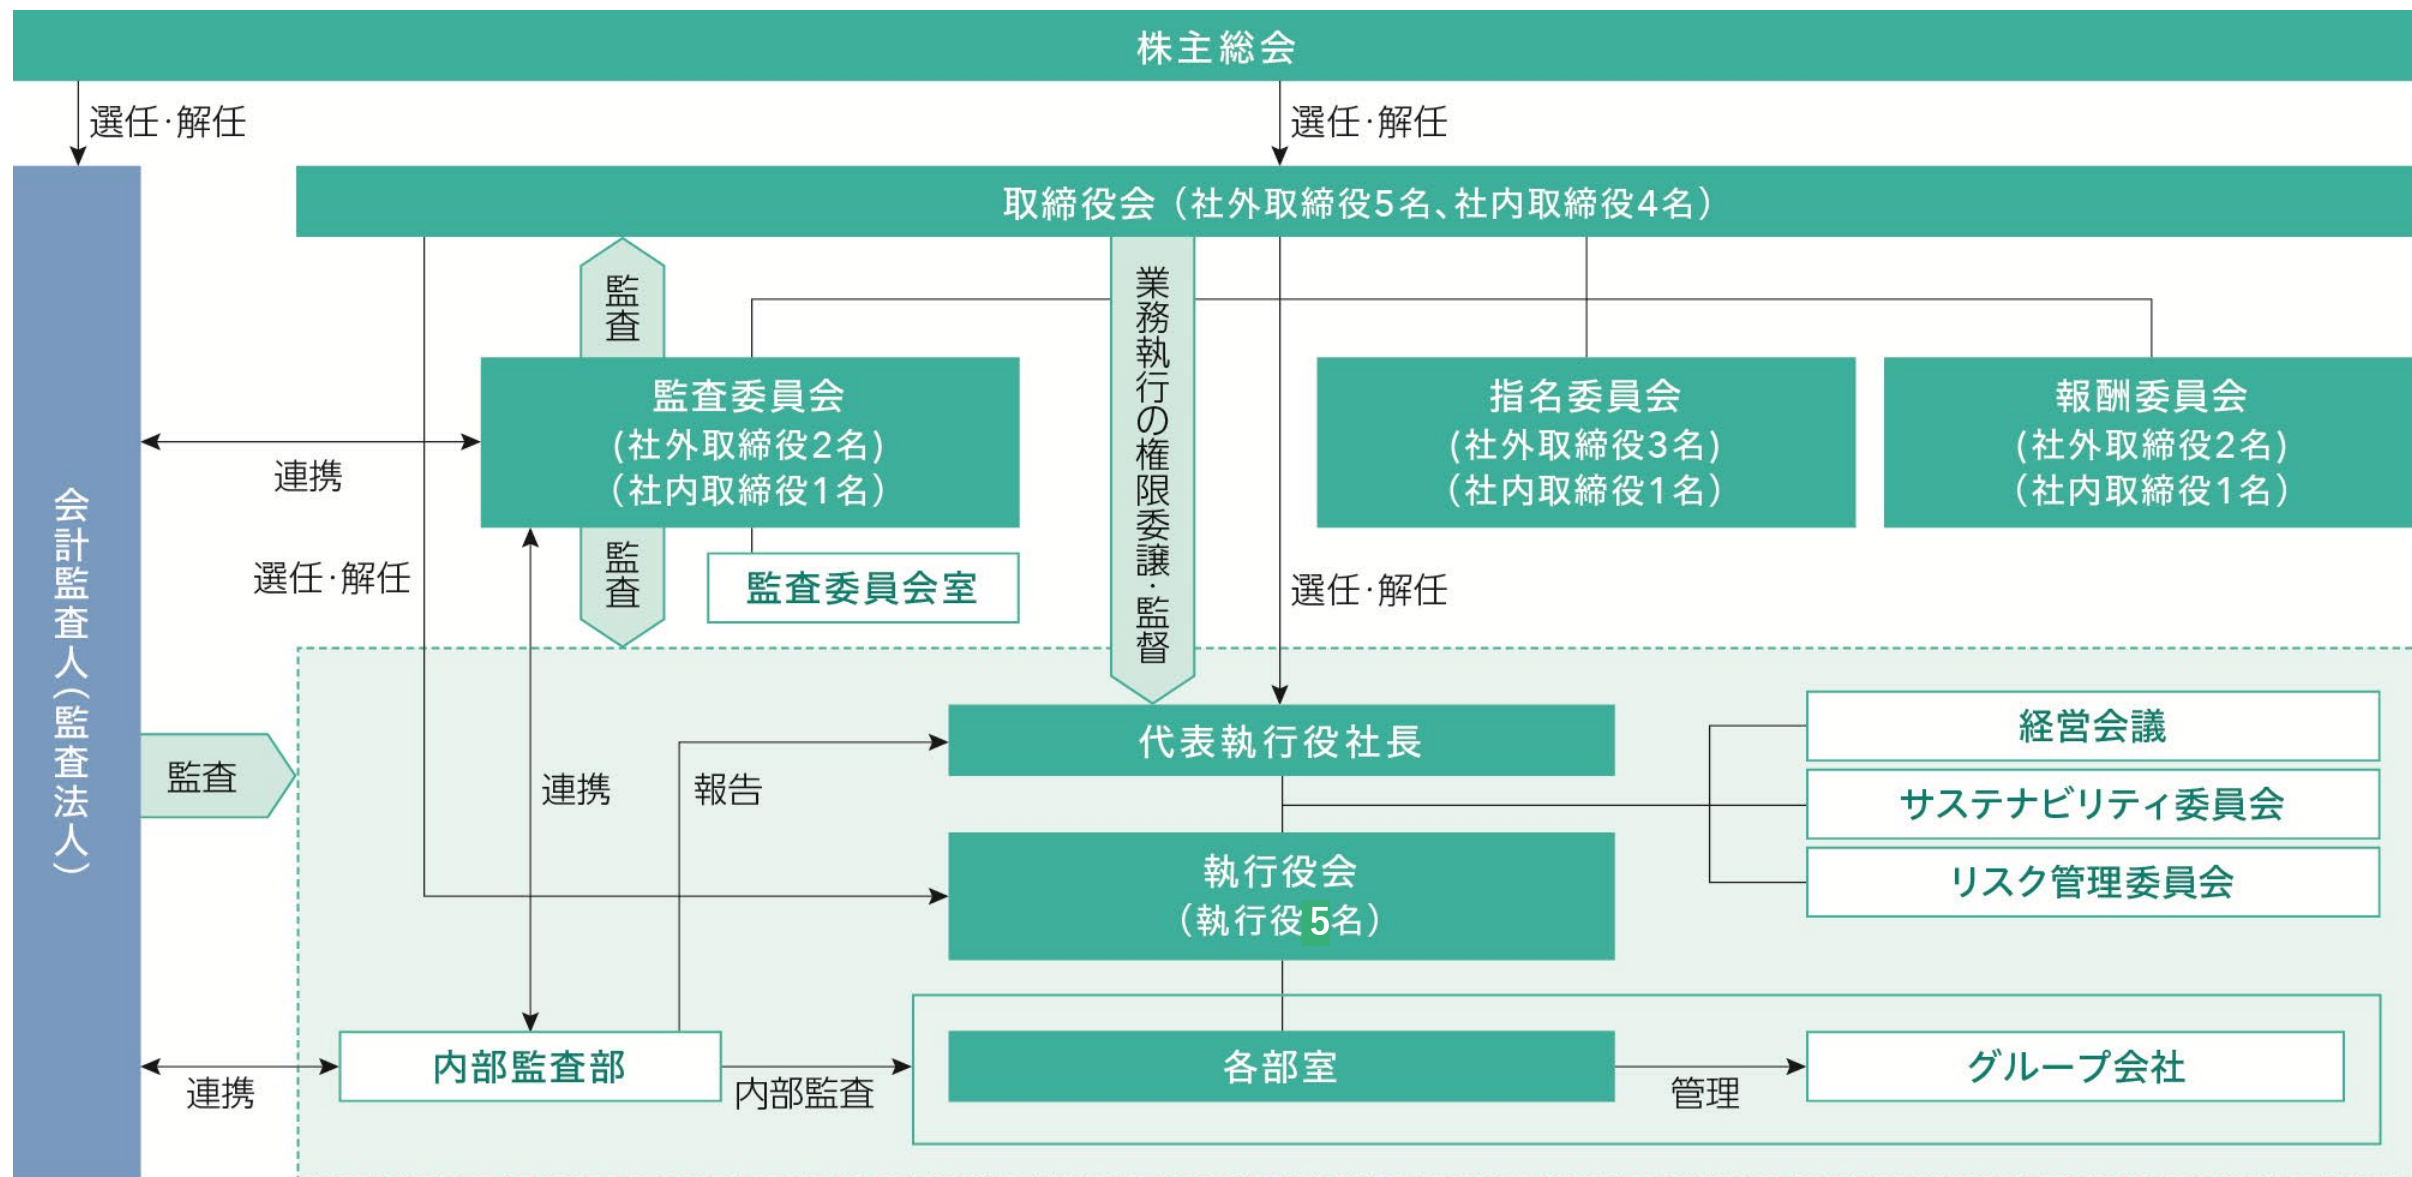 株主総会
選任・解任
選任・解任
取締役会（社外取締役5名、社内取締役4名）
監査
業務執行の権限委譲・監督
監査委員会
(社外取締役2名)
（社内取締役1名）
指名委員会
(社外取締役3名)
（社内取締役1名）
報酬委員会
(社外取締役2名)
（社内取締役1名）
連携
会計監査人（監査法人）
選任・解任
監査
監査委員会室
選任・解任
代表執行役社長
経営会議
監査
連携
報告
サステナビリティ委員会
執行役会
（執行役5名）
リスク管理委員会
内部監査部
各部室
グループ会社
連携
内部監査
管理